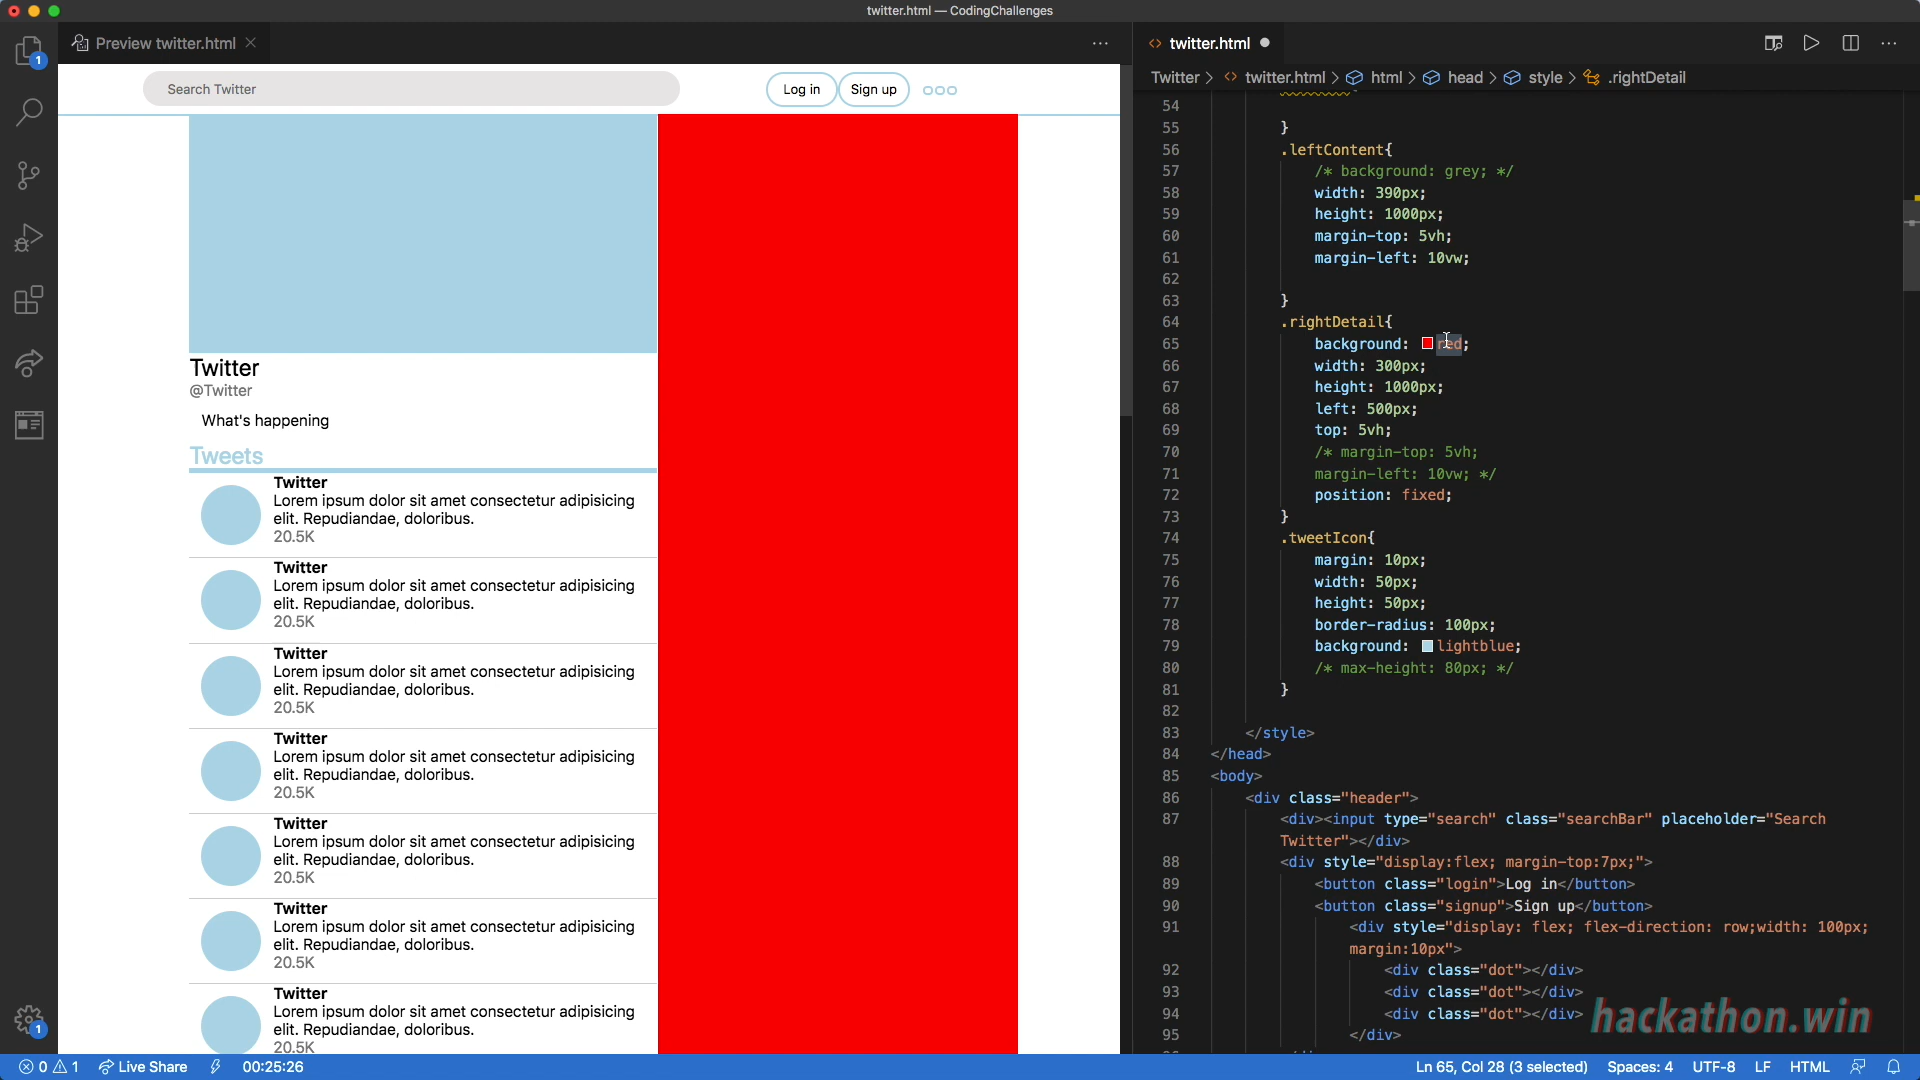 twitter.html — CodingChallenges
Preview twitter.html
twitter.html
Twitter > twitter.html > html > head > style > .rightDetail
Search Twitter
Log in
Sign up
Twitter
@Twitter
What's happening
Tweets
Twitter
Lorem ipsum dolor sit amet consectetur adipisicing
elit. Repudiandae, doloribus.
20.5K
Twitter
Lorem ipsum dolor sit amet consectetur adipisicing
elit. Repudiandae, doloribus.
20.5K
Twitter
Lorem ipsum dolor sit amet consectetur adipisicing
elit. Repudiandae, doloribus.
20.5K
Twitter
Lorem ipsum dolor sit amet consectetur adipisicing
elit. Repudiandae, doloribus.
20.5K
Twitter
Lorem ipsum dolor sit amet consectetur adipisicing
elit. Repudiandae, doloribus.
20.5K
Twitter
Lorem ipsum dolor sit amet consectetur adipisicing
elit. Repudiandae, doloribus.
20.5K
Twitter
Lorem ipsum dolor sit amet consectetur adipisicing
elit. Repudiandae, doloribus.
20.5K
54
55 }
56 .leftContent{
57 /* background: grey; */
58 width: 390px;
59 height: 1000px;
60 margin-top: 5vh;
61 margin-left: 10vw;
62
63 }
64 .rightDetail{
65 background: red;
66 width: 300px;
67 height: 1000px;
68 left: 500px;
69 top: 5vh;
70 /* margin-top: 5vh;
71 margin-left: 10vw; */
72 position: fixed;
73 }
74 .tweetIcon{
75 margin: 10px;
76 width: 50px;
77 height: 50px;
78 border-radius: 100px;
79 background: lightblue;
80 /* max-height: 80px; */
81 }
82
83 </style>
84 </head>
85 <body>
86 <div class="header">
87 <div><input type="search" class="searchBar" placeholder="Search
Twitter"></div>
88 <div style="display:flex; margin-top:7px;">
89 <button class="login">Log in</button>
90 <button class="signup">Sign up</button>
91 <div style="display: flex; flex-direction: row;width: 100px;
margin:10px">
92 <div class="dot"></div>
93 <div class="dot"></div>
94 <div class="dot"></div>
95 </div>
hackathon.win
1
1
0 1 Live Share 00:25:26
Ln 65, Col 28 (3 selected) Spaces: 4 UTF-8 LF HTML